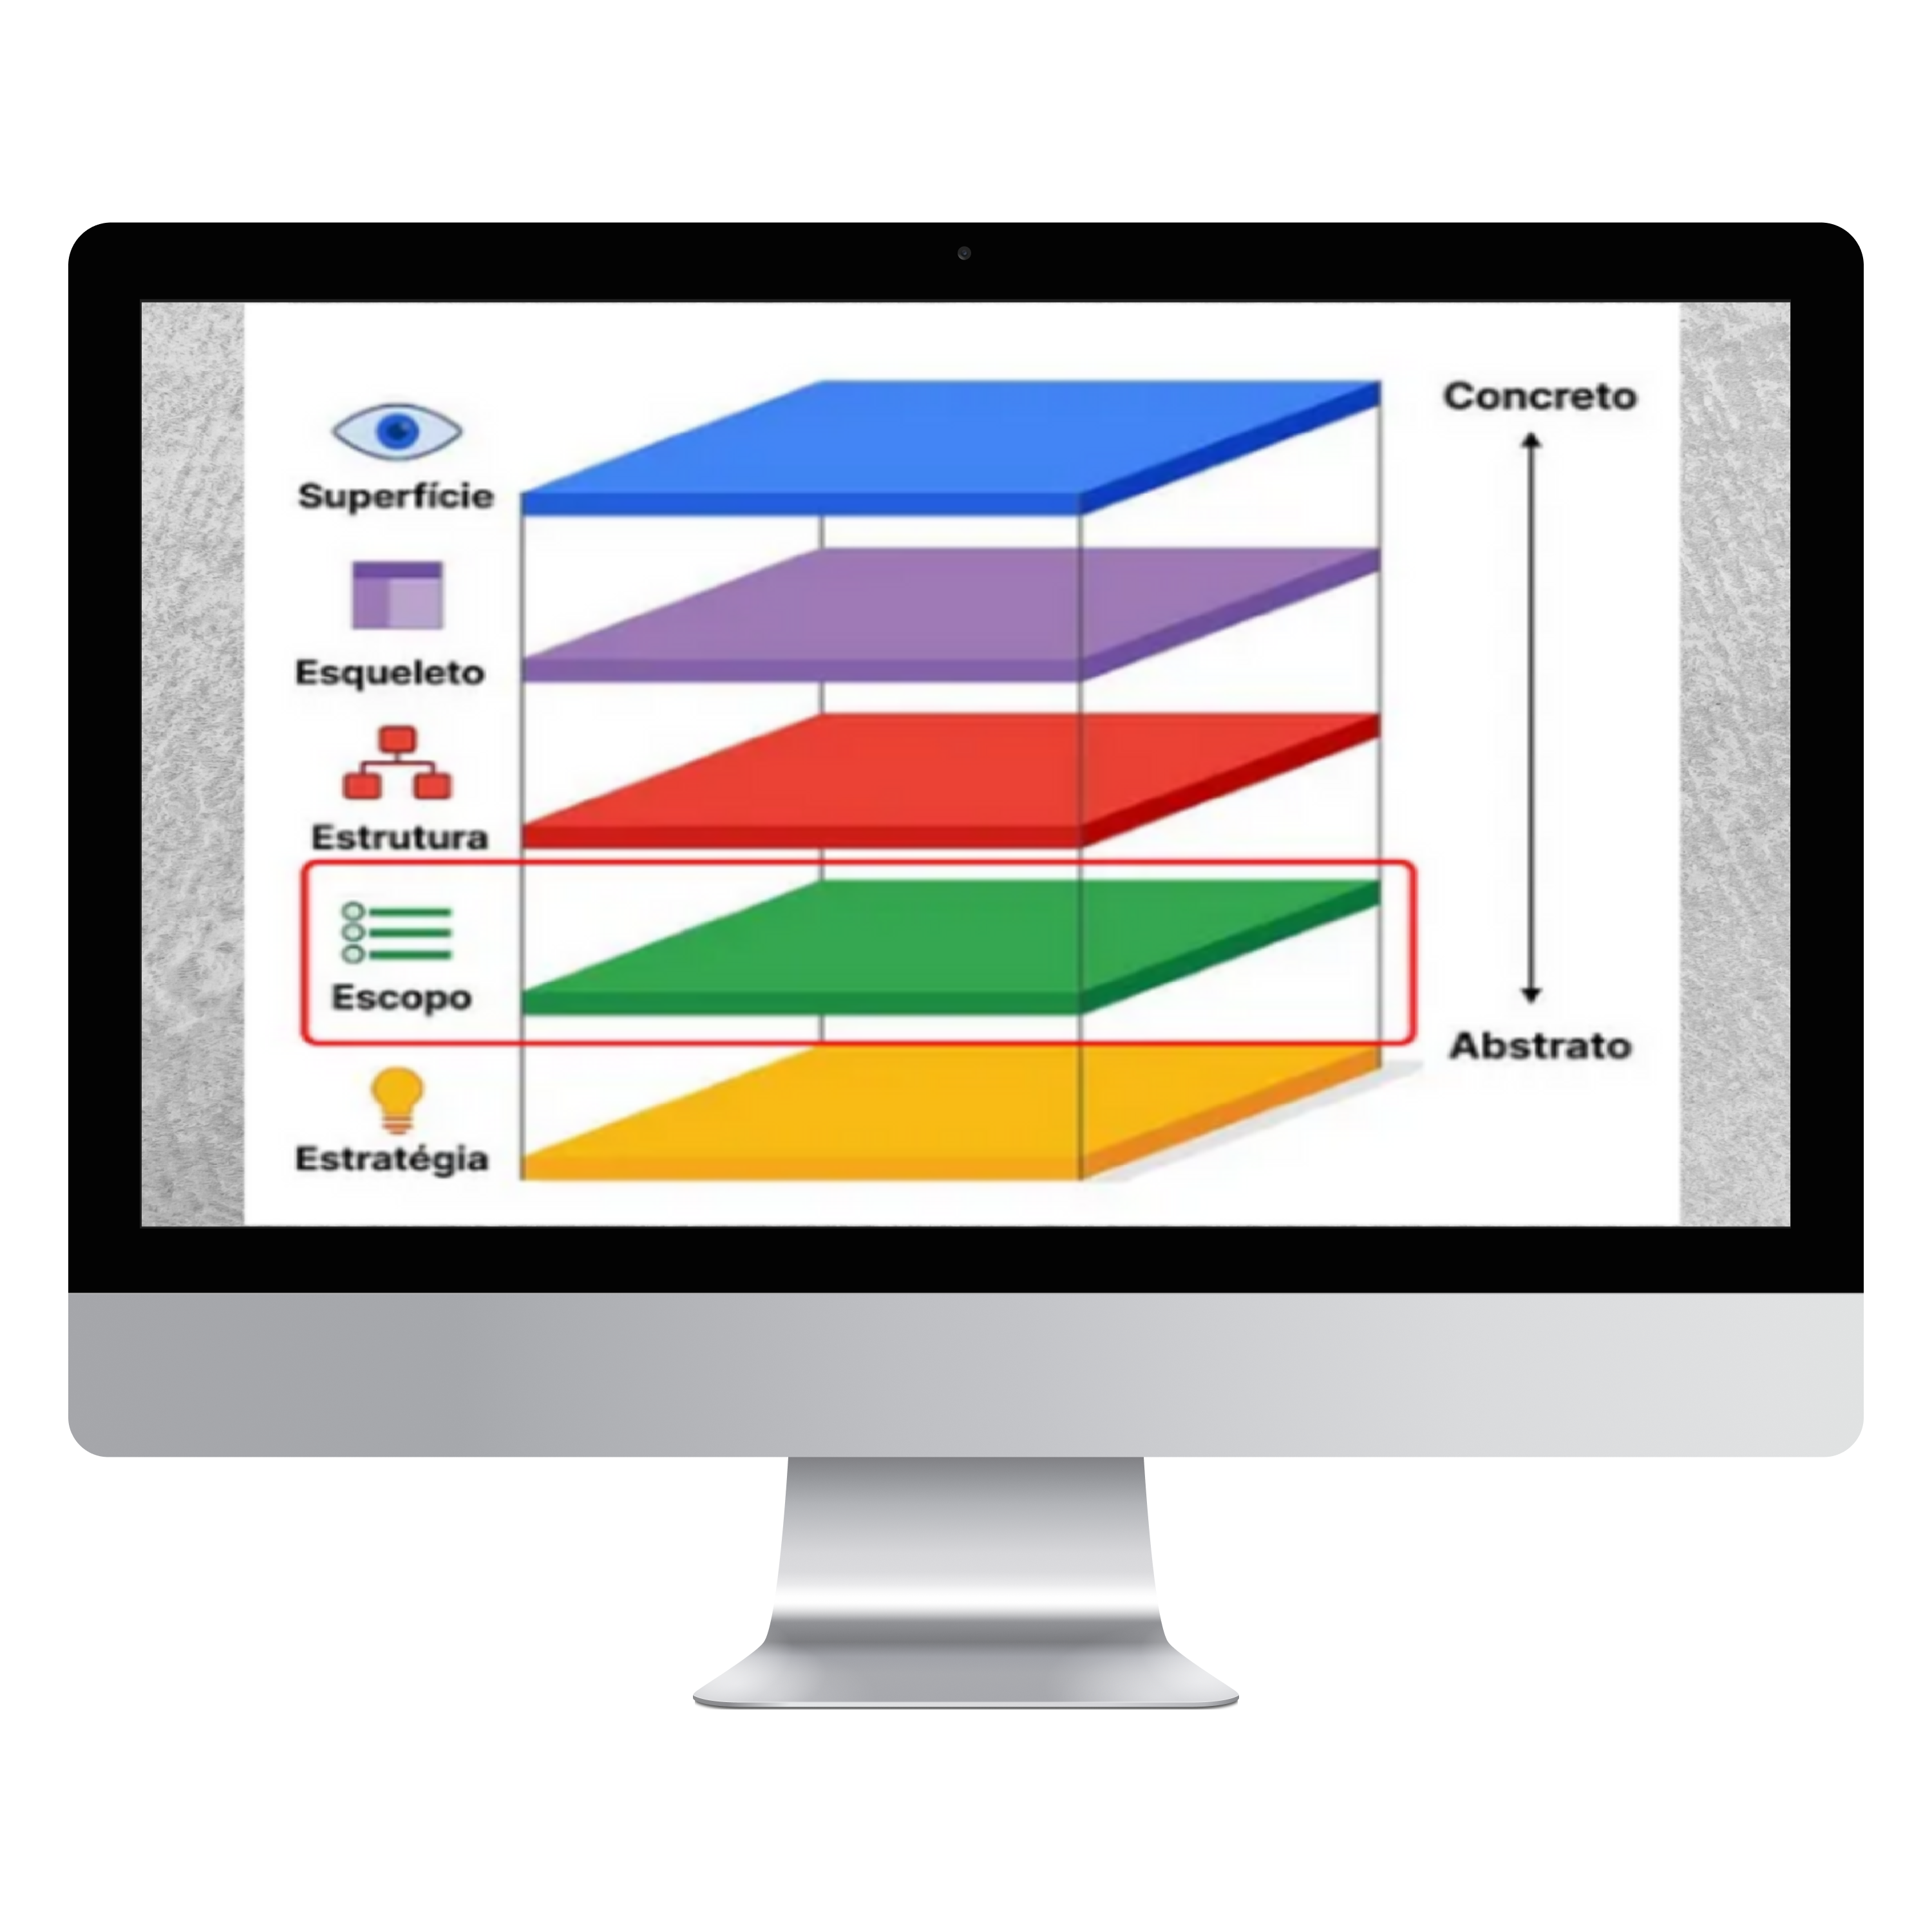 Concreto
Superfície
Esqueleto
Estrutura
Escopo
Abstrato
Estratégia